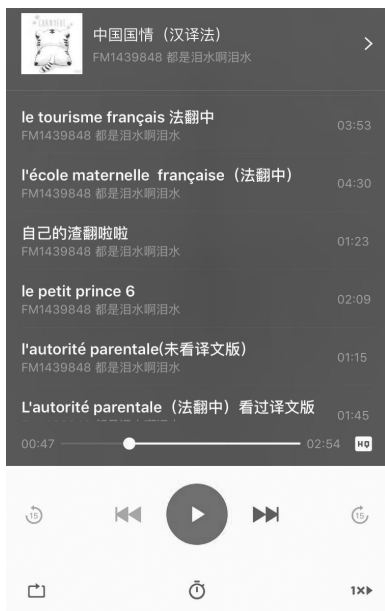 中国国情（汉译法）
FM1439848 都是泪水啊泪水
le tourisme français 法翻中
FM1439848 都是泪水啊泪水
03:53
l'école maternelle  française（法翻中）
FM1439848 都是泪水啊泪水
04:30
自己的渣翻啦啦
FM1439848 都是泪水啊泪水
01:23
le petit prince 6
FM1439848 都是泪水啊泪水
02:09
l'autorité parentale(未看译文版）
FM1439848 都是泪水啊泪水
01:15
L'autorité parentale（法翻中）看过译文版
01:45
00:47
02:54
HQ
15
15
1×